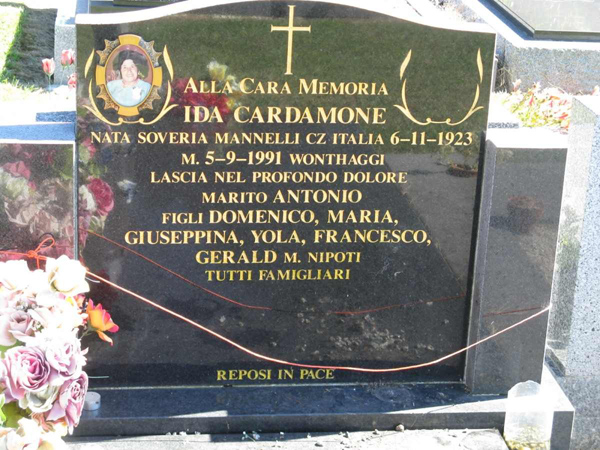 ALLA CARA MEMORIA
IDA CARDAMONE
NATA SOVERIA MANNELLI CZ ITALIA 6-11-1923
M. 5-9-1991 WONTHAGGI
LASCIA NEL PROFONDO DOLORE
MARITO ANTONIO
FIGLI DOMENICO, MARIA,
GIUSEPPINA, YOLA, FRANCESCO,
GERALD M. NIPOTI
TUTTI FAMIGLIARI
REPOSI IN PACE